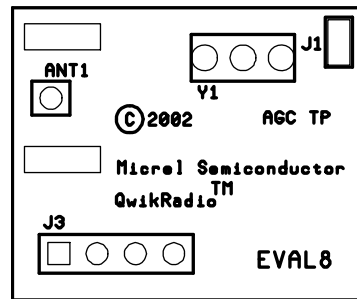 J1
ANT1
Y1
©2002 AGC TP
Micrel Semiconductor
QwikRadio™
J3
EVAL8